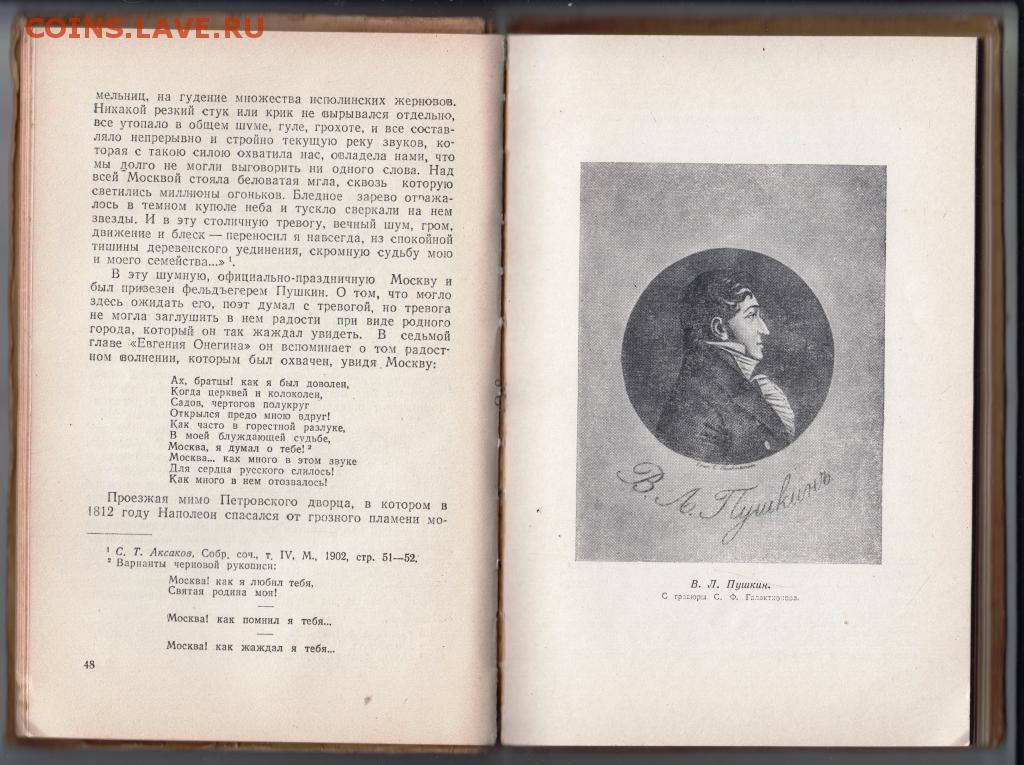 COINS.LAVE.RU
мельниц, на гудение множества исполинских жерновов.
Никакой резкий стук или крик не вырывался отдельно,
все утопало в общем шуме, гуле, грохоте, и все состав-
ляло непрерывно и стройно текущую реку звуков, ко-
торая с такою силою охватила нас, овладела нами, что
мы долго не могли выговорить ни одного слова. Над
всей Москвой стояла беловатая мгла, сквозь которую
светились миллионы огоньков. Бледное зарево отража-
лось в темном куполе неба и тускло сверкали на нем
звезды. И в эту столичную тревогу, вечный шум, гром,
движение и блеск — переносил я навсегда, из спокойной
тишины деревенского уединения, скромную судьбу мою
и моего семейства...» ¹.
В эту шумную, официально-праздничную Москву и
был привезен фельдъегерем Пушкин. О том, что могло
здесь ожидать его, поэт думал с тревогой, но тревога
не могла заглушить в нем радости при виде родного
города, который он так жаждал увидеть. В седьмой
главе «Евгения Онегина» он вспоминает о том радост-
ном волнении, которым был охвачен, увидя Москву:
Ах, братцы! как я был доволен,
Когда церквей и колоколен,
Садов, чертогов полукруг
Открылся предо мною вдруг!
Как часто в горестной разлуке,
В моей блуждающей судьбе,
Москва, я думал о тебе! ²
Москва... как много в этом звуке
Для сердца русского слилось!
Как много в нем отозвалось!
Проезжая мимо Петровского дворца, в котором в
1812 году Наполеон спасался от грозного пламени мо-
¹ С. Т. Аксаков, Собр. соч., т. IV, М., 1902, стр. 51—52.
² Варианты черновой рукописи:
Москва! как я любил тебя,
Святая родина моя!
Москва! как помнил я тебя...
Москва! как жаждал я тебя...
48
В. Л. Пушкинъ
В. Л. Пушкин.
С гравюры С. Ф. Галактионова.